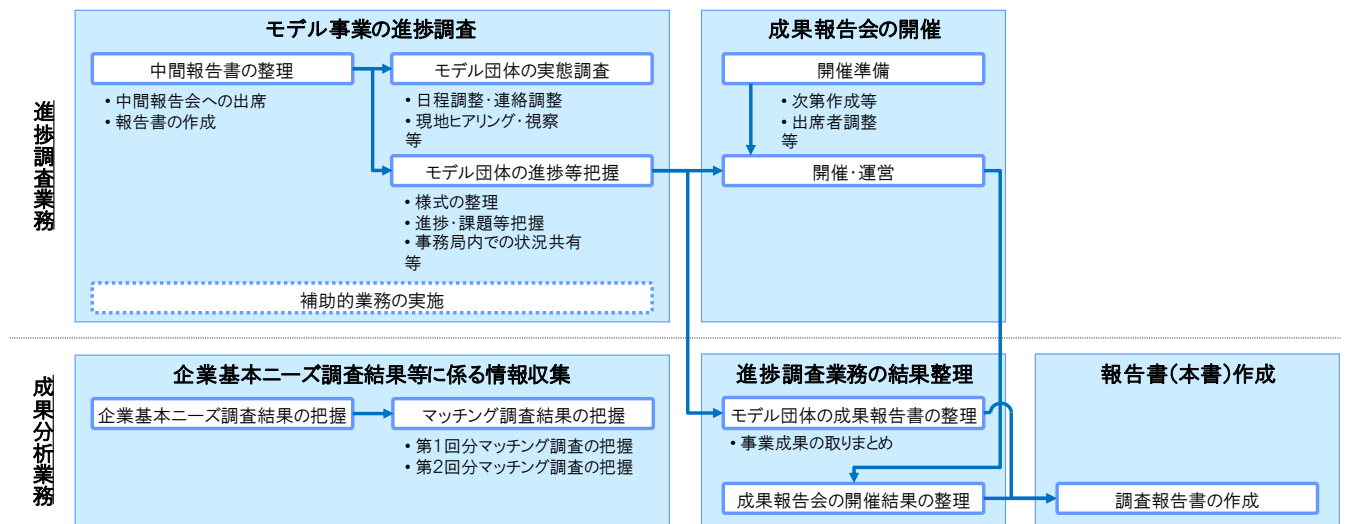 進捗調査業務
モデル事業の進捗調査
中間報告書の整理
• 中間報告会への出席
• 報告書の作成
モデル団体の実態調査
• 日程調整・連絡調整
• 現地ヒアリング・視察
等
モデル団体の進捗等把握
• 様式の整理
• 進捗・課題等把握
• 事務局内での状況共有
等
補助的業務の実施
成果報告会の開催
開催準備
• 次第作成等
• 出席者調整
等
開催・運営
成果分析業務
企業基本ニーズ調査結果等に係る情報収集
企業基本ニーズ調査結果の把握
マッチング調査結果の把握
• 第1回分マッチング調査の把握
• 第2回分マッチング調査の把握
進捗調査業務の結果整理
モデル団体の成果報告書の整理
• 事業成果の取りまとめ
成果報告会の開催結果の整理
報告書(本書)作成
調査報告書の作成